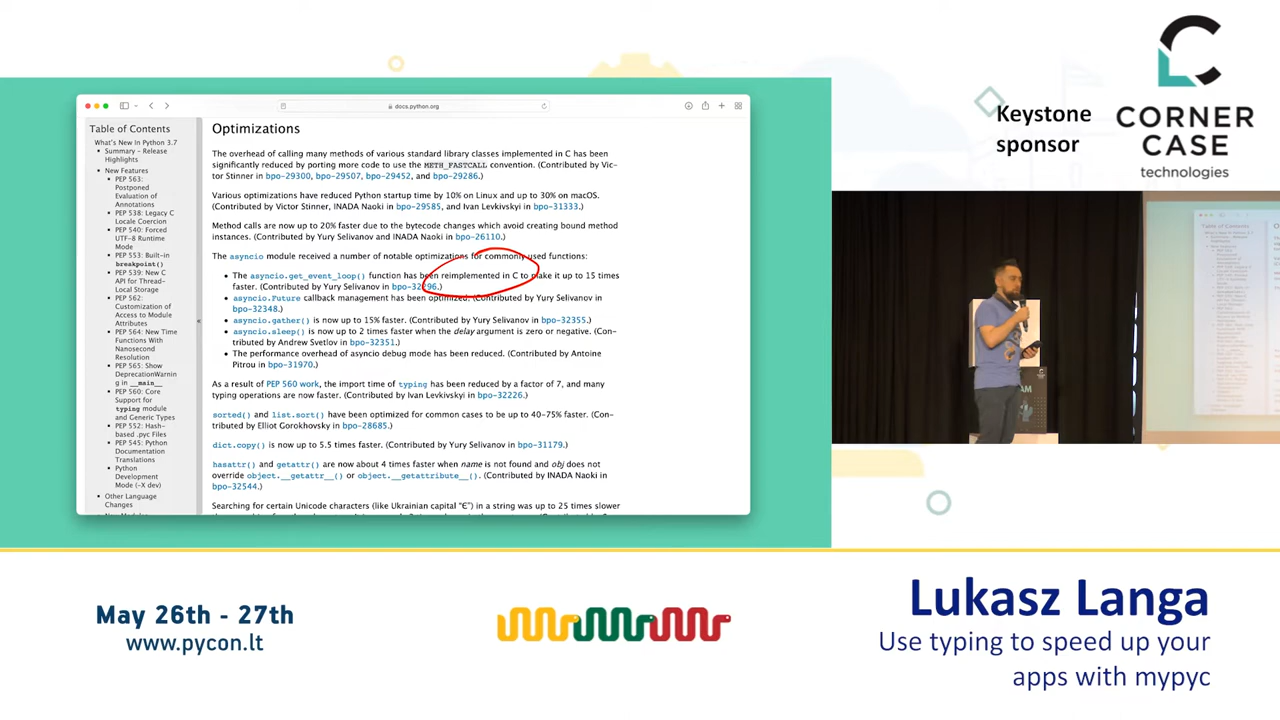 docs.python.org
Table of Contents
What's New In Python 3.7
Summary – Release
Highlights
New Features
PEP 563:
Postponed
Evaluation of
Annotations
PEP 538: Legacy C
Locale Coercion
PEP 540: Forced
UTF-8 Runtime
Mode
PEP 553: Built-in
breakpoint()
PEP 539: New C
API for Thread-
Local Storage
PEP 562:
Customization of
Access to Module
Attributes
PEP 564: New Time
Functions With
Nanosecond
Resolution
PEP 565: Show
DeprecationWarnin
g in __main__
PEP 560: Core
Support for
typing module
and Generic Types
PEP 552: Hash-
based .pyc Files
PEP 545: Python
Documentation
Translations
Python
Development
Mode (-X dev)
Other Language
Changes
Optimizations
The overhead of calling many methods of various standard library classes implemented in C has been
significantly reduced by porting more code to use the METH_FASTCALL convention. (Contributed by Vic-
tor Stinner in bpo-29300, bpo-29507, bpo-29452, and bpo-29286.)
Various optimizations have reduced Python startup time by 10% on Linux and up to 30% on macOS.
(Contributed by Victor Stinner, INADA Naoki in bpo-29585, and Ivan Levkivskyi in bpo-31333.)
Method calls are now up to 20% faster due to the bytecode changes which avoid creating bound method
instances. (Contributed by Yury Selivanov and INADA Naoki in bpo-26110.)
The asyncio module received a number of notable optimizations for commonly used functions:
The asyncio.get_event_loop() function has been reimplemented in C to make it up to 15 times
faster. (Contributed by Yury Selivanov in bpo-32296.)
asyncio.Future callback management has been optimized. (Contributed by Yury Selivanov in
bpo-32348.)
asyncio.gather() is now up to 15% faster. (Contributed by Yury Selivanov in bpo-32355.)
asyncio.sleep() is now up to 2 times faster when the delay argument is zero or negative. (Con-
tributed by Andrew Svetlov in bpo-32351.)
The performance overhead of asyncio debug mode has been reduced. (Contributed by Antoine
Pitrou in bpo-31970.)
As a result of PEP 560 work, the import time of typing has been reduced by a factor of 7, and many
typing operations are now faster. (Contributed by Ivan Levkivskyi in bpo-32226.)
sorted() and list.sort() have been optimized for common cases to be up to 40-75% faster. (Con-
tributed by Elliot Gorokhovsky in bpo-28685.)
dict.copy() is now up to 5.5 times faster. (Contributed by Yury Selivanov in bpo-31179.)
hasattr() and getattr() are now about 4 times faster when name is not found and obj does not
override object.__getattr__() or object.__getattribute__(). (Contributed by INADA Naoki in
bpo-32544.)
Searching for certain Unicode characters (like Ukrainian capital “Є”) in a string was up to 25 times slower
Keystone
sponsor
CORNER
CASE
technologies
May 26th - 27th
www.pycon.lt
Lukasz Langa
Use typing to speed up your
apps with mypyc